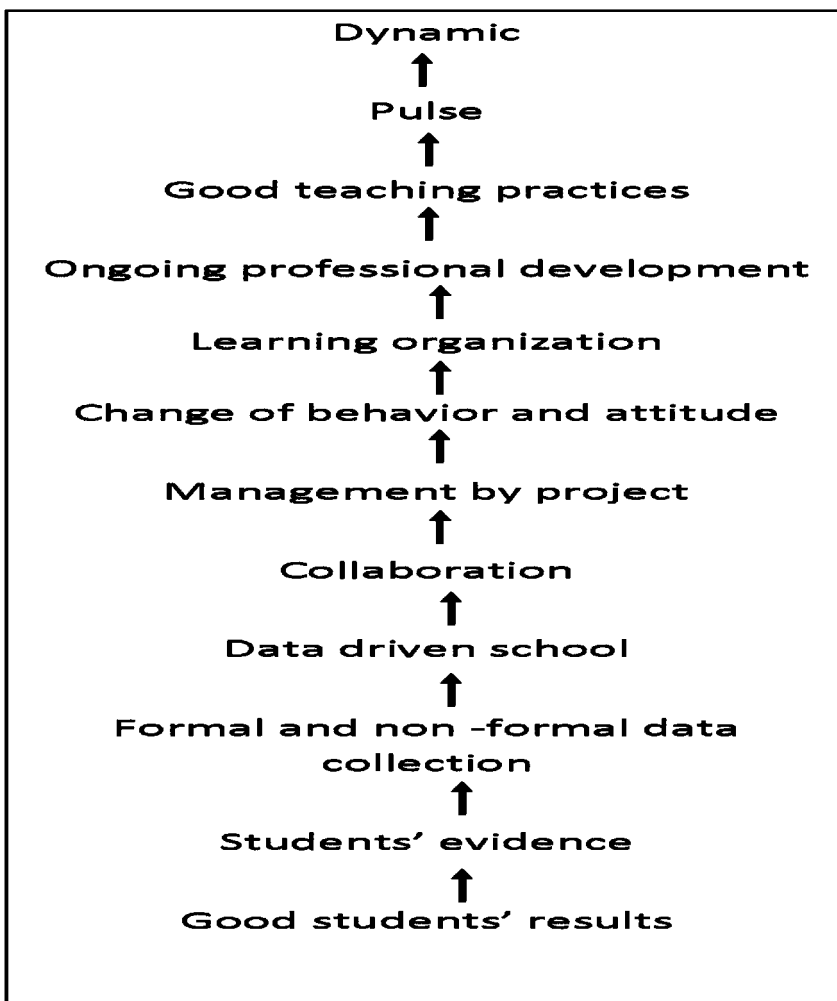 Dynamic
Pulse
Good teaching practices
Ongoing professional development
Learning organization
Change of behavior and attitude
Management by project
Collaboration
Data driven school
Formal and non -formal data
collection
Students’ evidence
Good students’ results